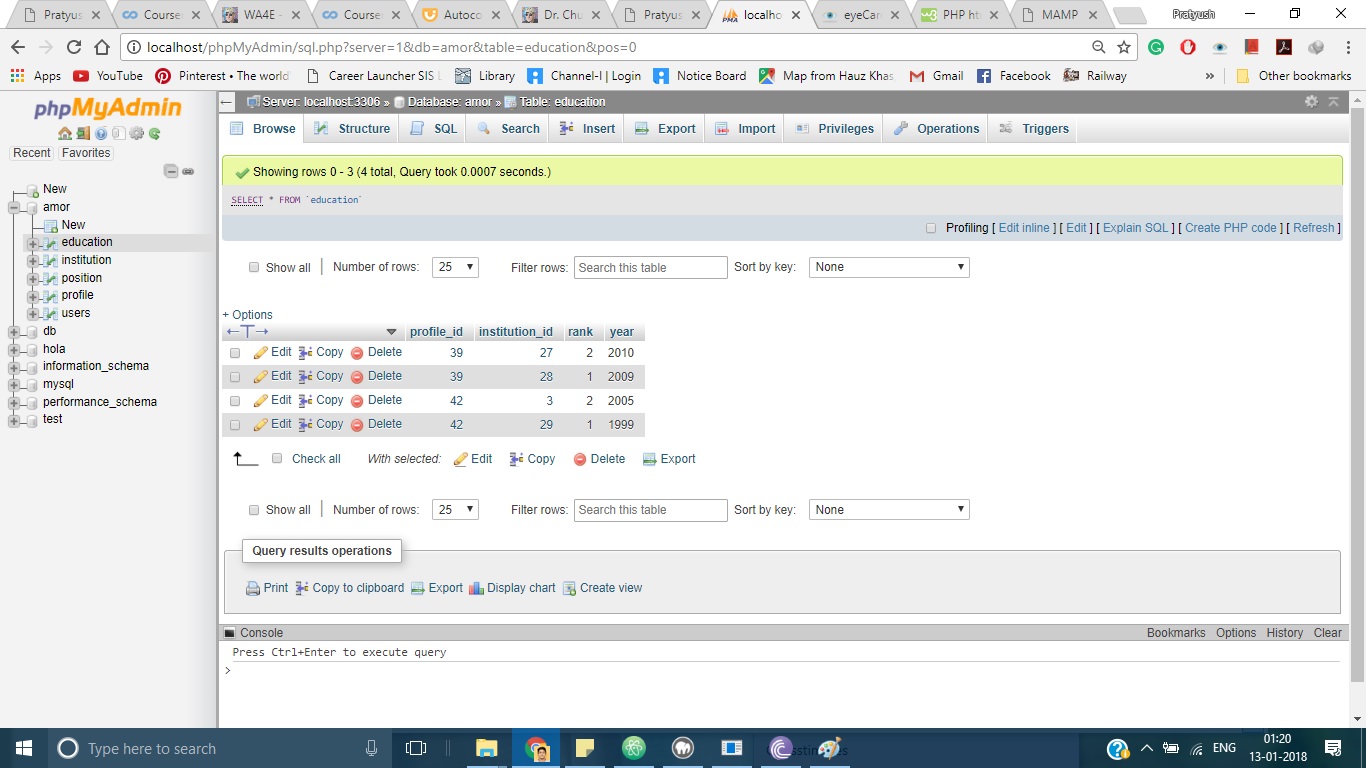 Pratyus Course WA4E - Course Autoco Dr. Chu Pratyus localho eyeCar PHP ht MAMP Pratyush
localhost/phpMyAdmin/sql.php?server=1&db=amor&table=education&pos=0
Apps YouTube Pinterest • The world Career Launcher SIS L Library Channel-I | Login Notice Board Map from Hauz Khas Gmail Facebook Railway » Other bookmarks
phpMyAdmin
Recent Favorites
New
amor
New
education
institution
position
profile
users
db
hola
information_schema
mysql
performance_schema
test
Server: localhost:3306 » Database: amor » Table: education
Browse Structure SQL Search Insert Export Import Privileges Operations Triggers
Showing rows 0 - 3 (4 total, Query took 0.0007 seconds.)
SELECT * FROM `education`
Profiling [ Edit inline ] [ Edit ] [ Explain SQL ] [ Create PHP code ] [ Refresh ]
Show all | Number of rows: 25 Filter rows: Search this table Sort by key: None
+ Options
←T→ profile_id institution_id rank year
Edit Copy Delete 39 27 2 2010
Edit Copy Delete 39 28 1 2009
Edit Copy Delete 42 3 2 2005
Edit Copy Delete 42 29 1 1999
Check all With selected: Edit Copy Delete Export
Show all | Number of rows: 25 Filter rows: Search this table Sort by key: None
Query results operations
Print Copy to clipboard Export Display chart Create view
Console Bookmarks Options History Clear
Press Ctrl+Enter to execute query
>
Type here to search ENG 01:20
13-01-2018